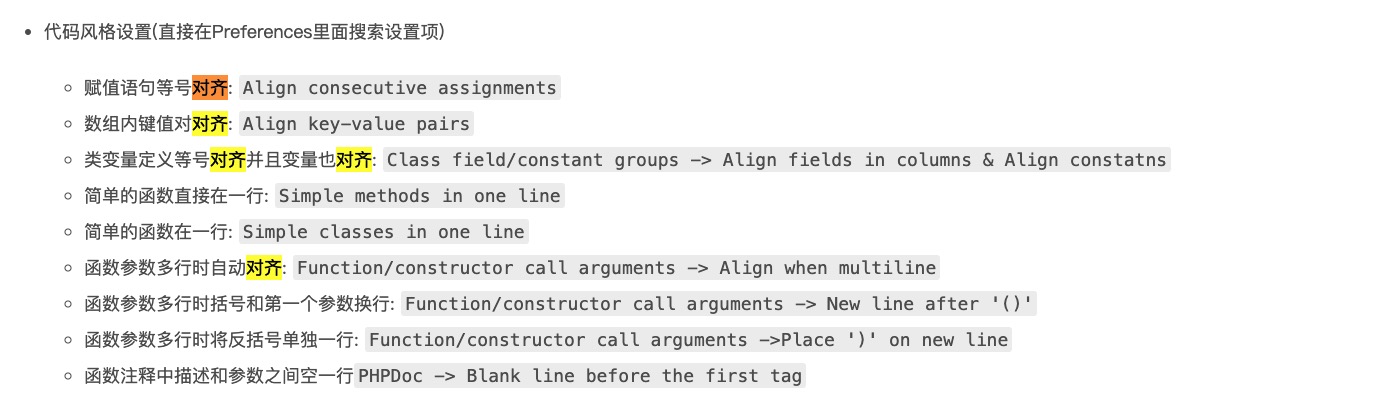 代码风格设置(直接在Preferences里面搜索设置项)
赋值语句等号对齐: Align consecutive assignments
数组内键值对对齐: Align key-value pairs
类变量定义等号对齐并且变量也对齐: Class field/constant groups -> Align fields in columns & Align constatns
简单的函数直接在一行: Simple methods in one line
简单的函数在一行: Simple classes in one line
函数参数多行时自动对齐: Function/constructor call arguments -> Align when multiline
函数参数多行时括号和第一个参数换行: Function/constructor call arguments -> New line after '()'
函数参数多行时将反括号单独一行: Function/constructor call arguments ->Place ')' on new line
函数注释中描述和参数之间空一行PHPDoc -> Blank line before the first tag